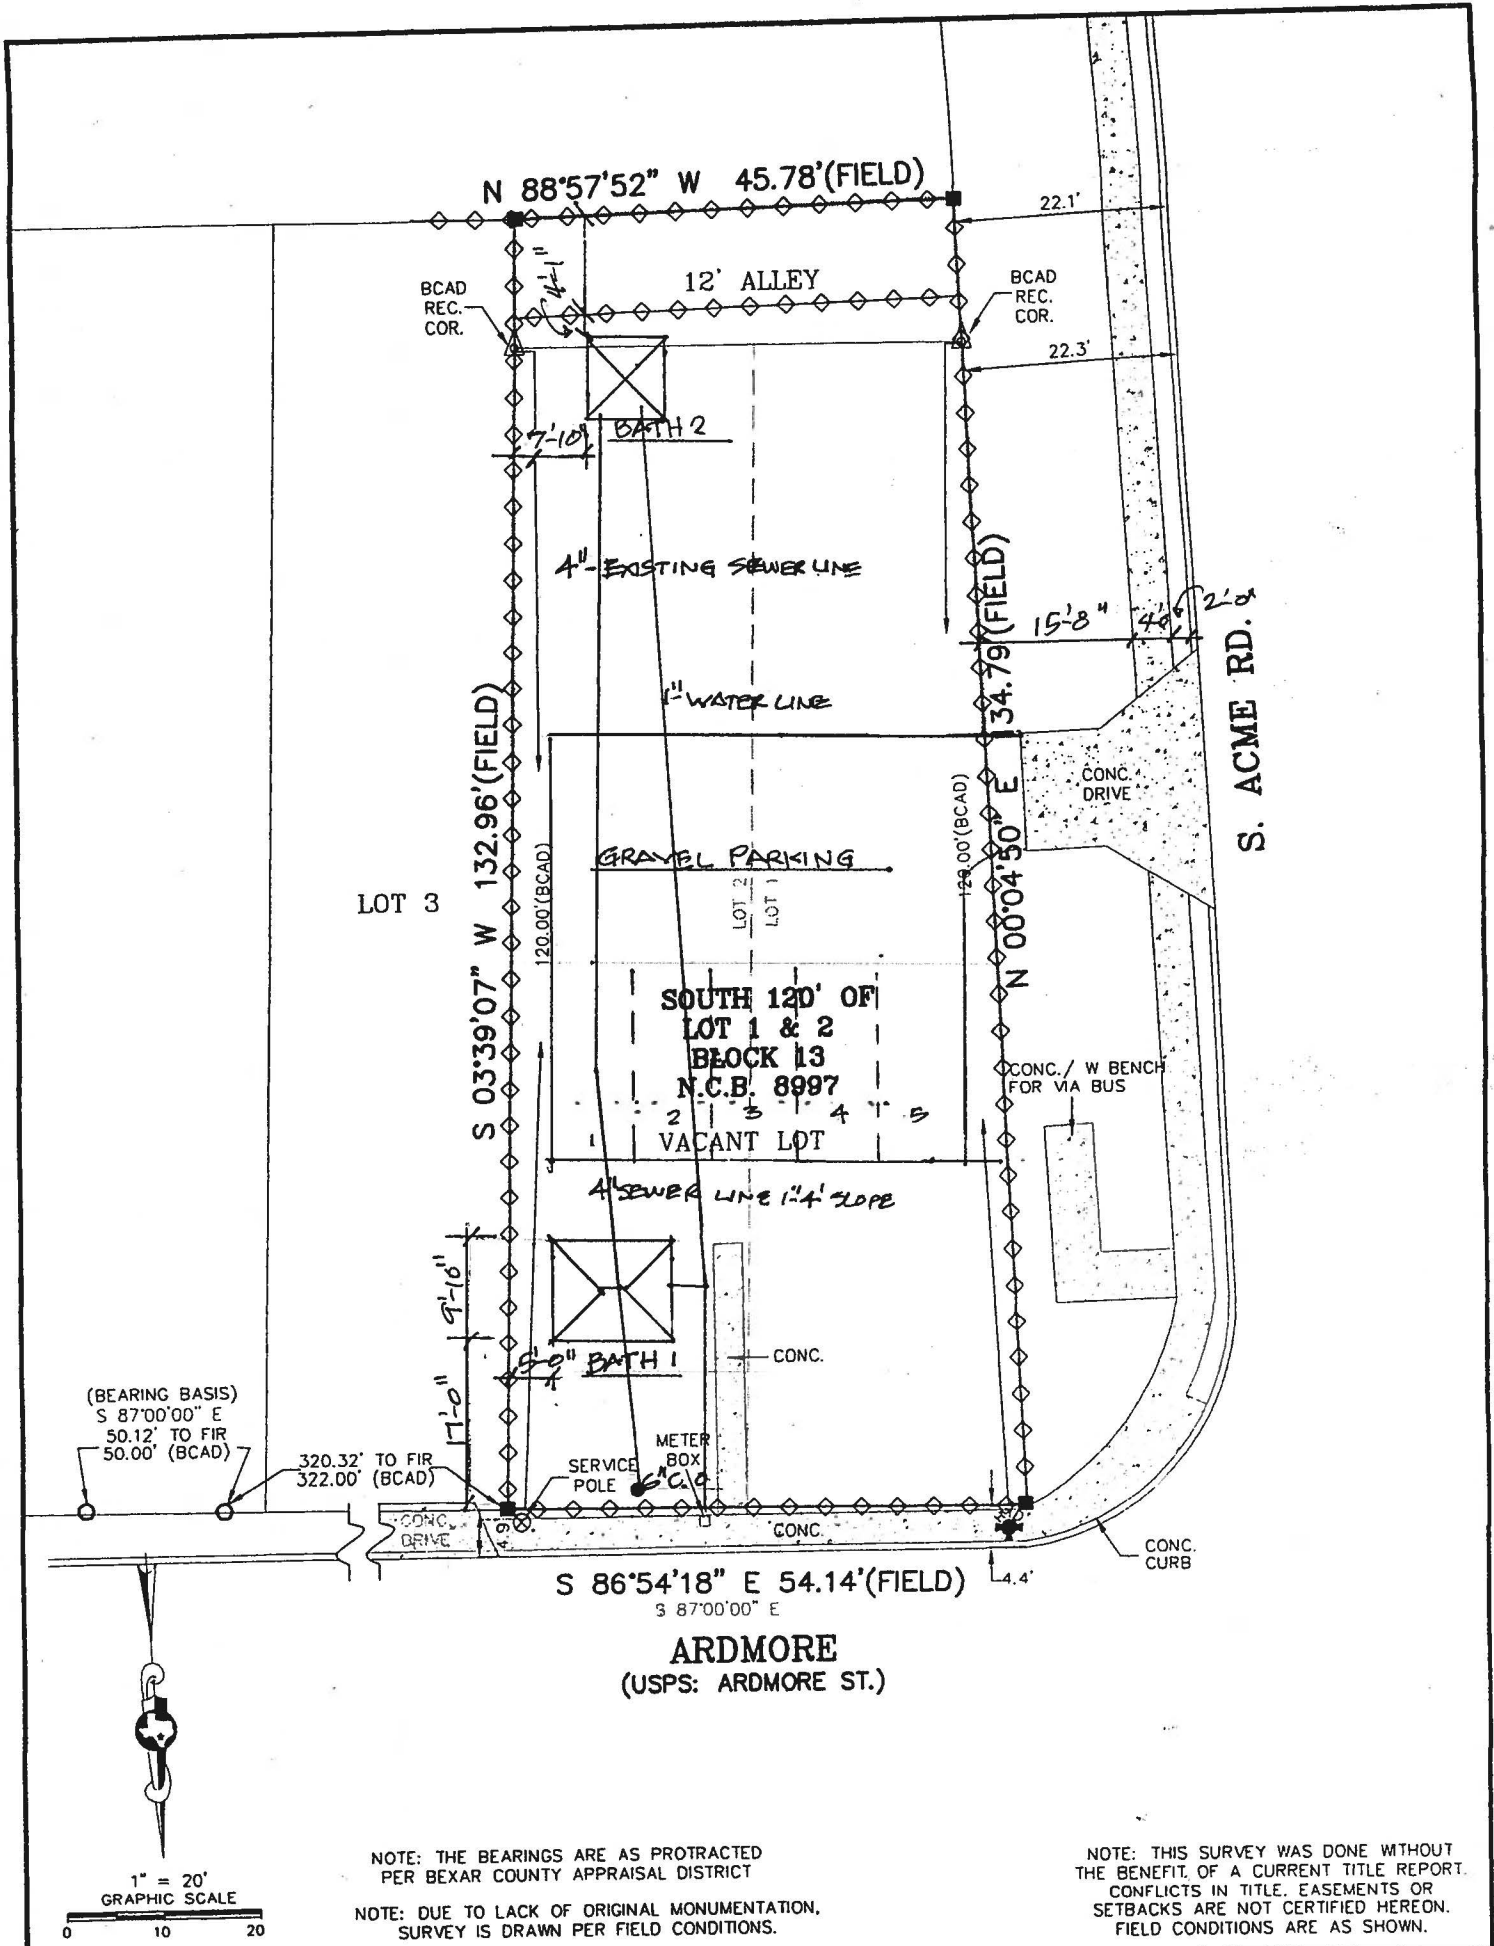 N 88°57'52" W 45.78'(FIELD)
22.1'
4'-1"
12' ALLEY
BCAD
REC.
COR.
BCAD
REC.
COR.
22.3'
7'-10"
BATH 2
4"-EXISTING SEWER LINE
15'-8"
1"-WATER LINE
S. ACME RD.
N 00°04'50" E 134.79'(FIELD)
S 03°39'07" W 132.96'(FIELD)
CONC.
DRIVE
120.00'(BCAD)
120.00'(BCAD)
GRAVEL PARKING
LOT 2
LOT 1
LOT 3
SOUTH 120' OF
LOT 1 & 2
BLOCK 13
N.C.B. 8997
1 2 3 4 5
VACANT LOT
CONC./ W BENCH
FOR VIA BUS
4" SEWER LINE 1"-4' SLOPE
9'-10"
5'-0"
BATH 1
CONC.
17'-0"
(BEARING BASIS)
S 87°00'00" E
50.12' TO FIR
50.00' (BCAD)
320.32' TO FIR
322.00' (BCAD)
SERVICE
POLE
METER
BOX
6" C.O
CONC.
DRIVE
4.9
CONC.
CONC.
CURB
4.4'
S 86°54'18" E 54.14'(FIELD)
S 87°00'00" E
ARDMORE
(USPS: ARDMORE ST.)
1" = 20'
GRAPHIC SCALE
0 10 20
NOTE: THE BEARINGS ARE AS PROTRACTED
PER BEXAR COUNTY APPRAISAL DISTRICT
NOTE: DUE TO LACK OF ORIGINAL MONUMENTATION,
SURVEY IS DRAWN PER FIELD CONDITIONS.
NOTE: THIS SURVEY WAS DONE WITHOUT
THE BENEFIT OF A CURRENT TITLE REPORT.
CONFLICTS IN TITLE, EASEMENTS OR
SETBACKS ARE NOT CERTIFIED HEREON.
FIELD CONDITIONS ARE AS SHOWN.